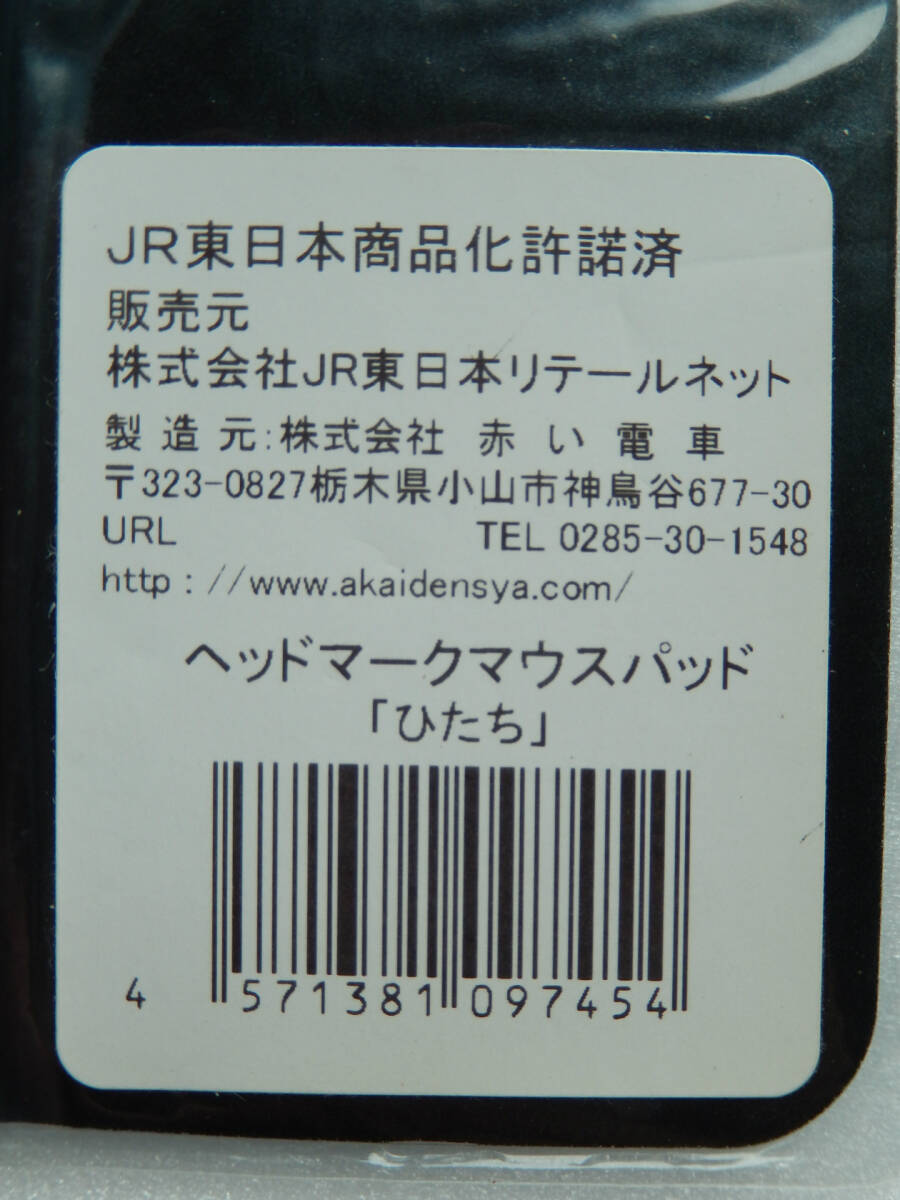 JR東日本商品化許諾済
販売元
株式会社JR東日本リテールネット
製造元:株式会社 赤い電車
〒323-0827栃木県小山市神鳥谷677-30
URL TEL 0285-30-1548
http://www.akaidensya.com/
ヘッドマークマウスパッド
「ひたち」
4 571381 097454